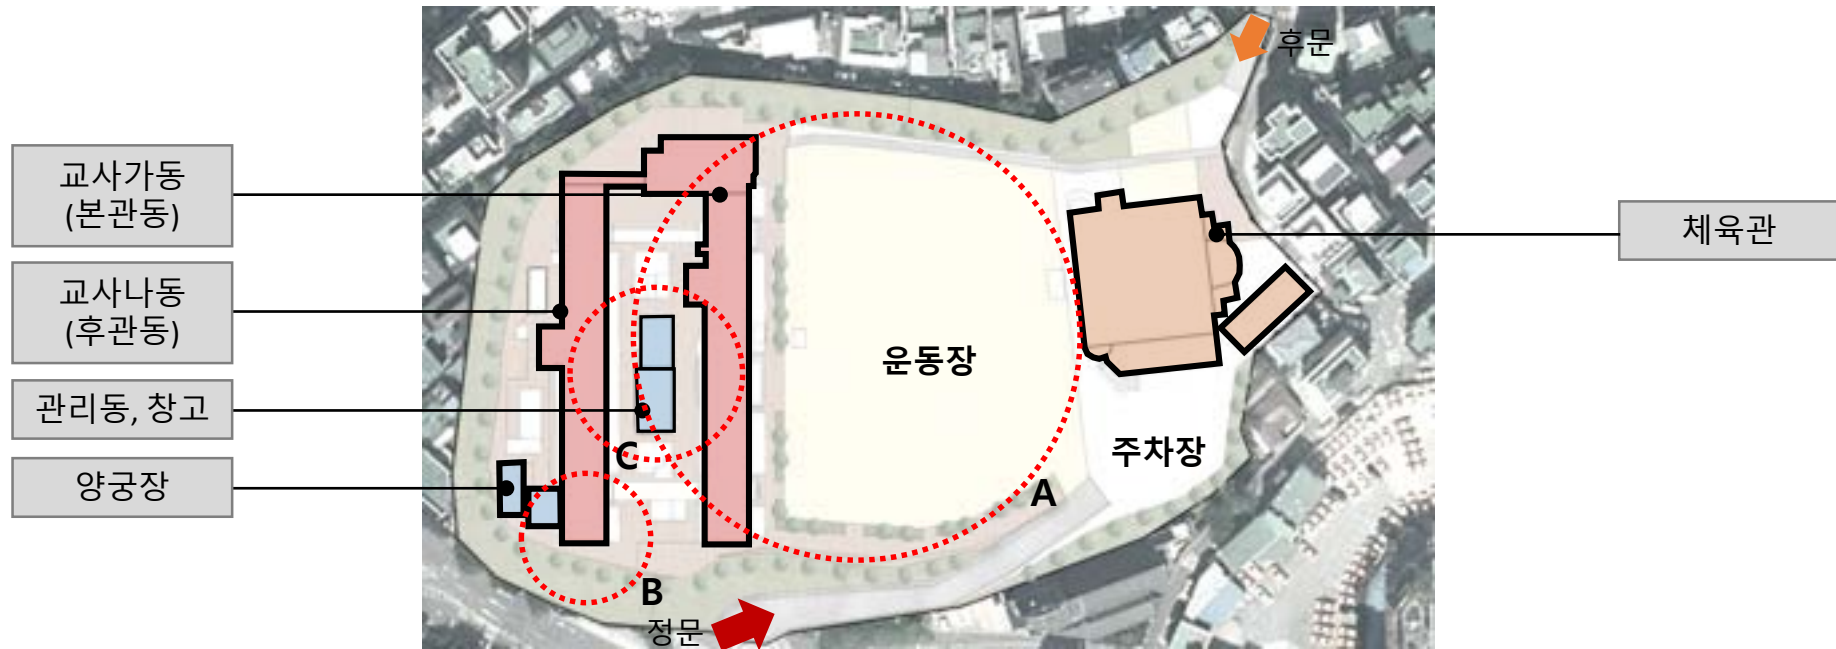 후문
교사가동
(본관동)
체육관
교사나동
(후관동)
운동장
관리동, 창고
주차장
C
양궁장
A
B
정문